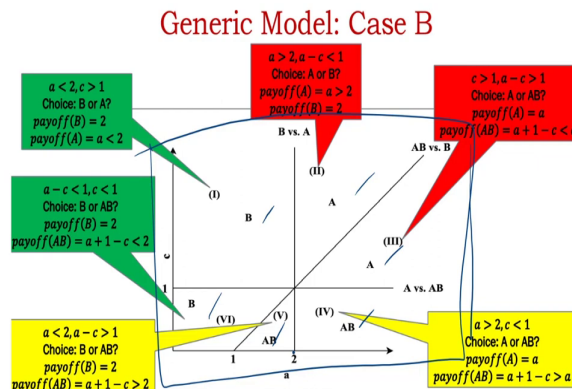 Generic Model: Case B
a < 2, c > 1
Choice: B or A?
payoff(B) = 2
payoff(A) = a < 2
a > 2, a − c < 1
Choice: A or B?
payoff(A) = a > 2
payoff(B) = 2
c > 1, a − c > 1
Choice: A or AB?
payoff(A) = a
payoff(AB) = a + 1 − c <
B vs. A
AB vs. B
(I)
(II)
B
A
a − c < 1, c < 1
Choice: B or AB?
payoff(B) = 2
payoff(AB) = a + 1 − c < 2
c
(III)
A
1
A vs. AB
B
(VI)
(V)
AB
(IV)
AB
1
2
a
a < 2, a − c > 1
Choice: B or AB?
payoff(B) = 2
payoff(AB) = a + 1 − c > 2
a > 2, c < 1
Choice: A or AB?
payoff(A) = a
payoff(AB) = a + 1 − c > a